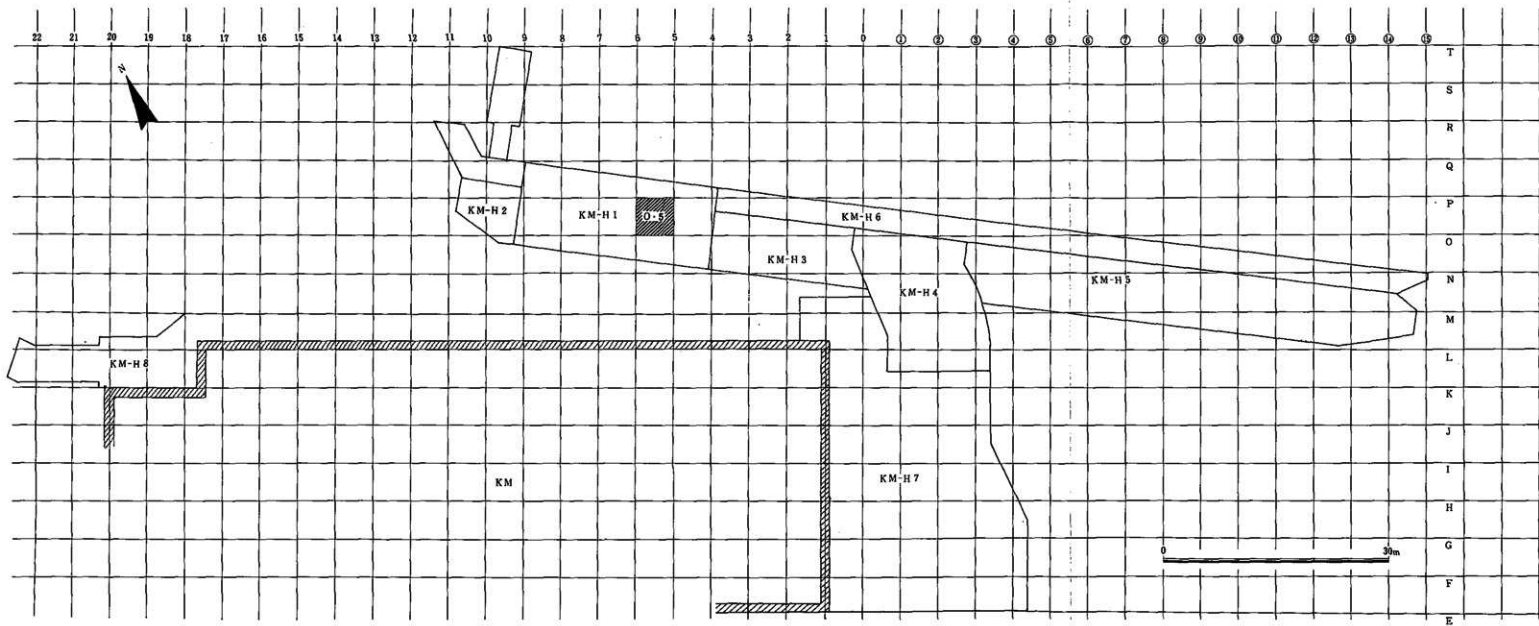 22 21 20 19 18 17 16 15 14 13 12 11 10 9 8 7 6 5 4 3 2 1 0 ① ② ③ ④ ⑤ ⑥ ⑦ ⑧ ⑨ ⑩ ⑪ ⑫ ⑬ ⑭ ⑮
T
N
S
R
Q
P
KM-H2
KM-H1
O-5
KM-H6
O
KM-H3
KM-H4
KM-H5
N
M
KM-H8
L
K
J
I
KM
KM-H7
H
G
0 30m
F
E